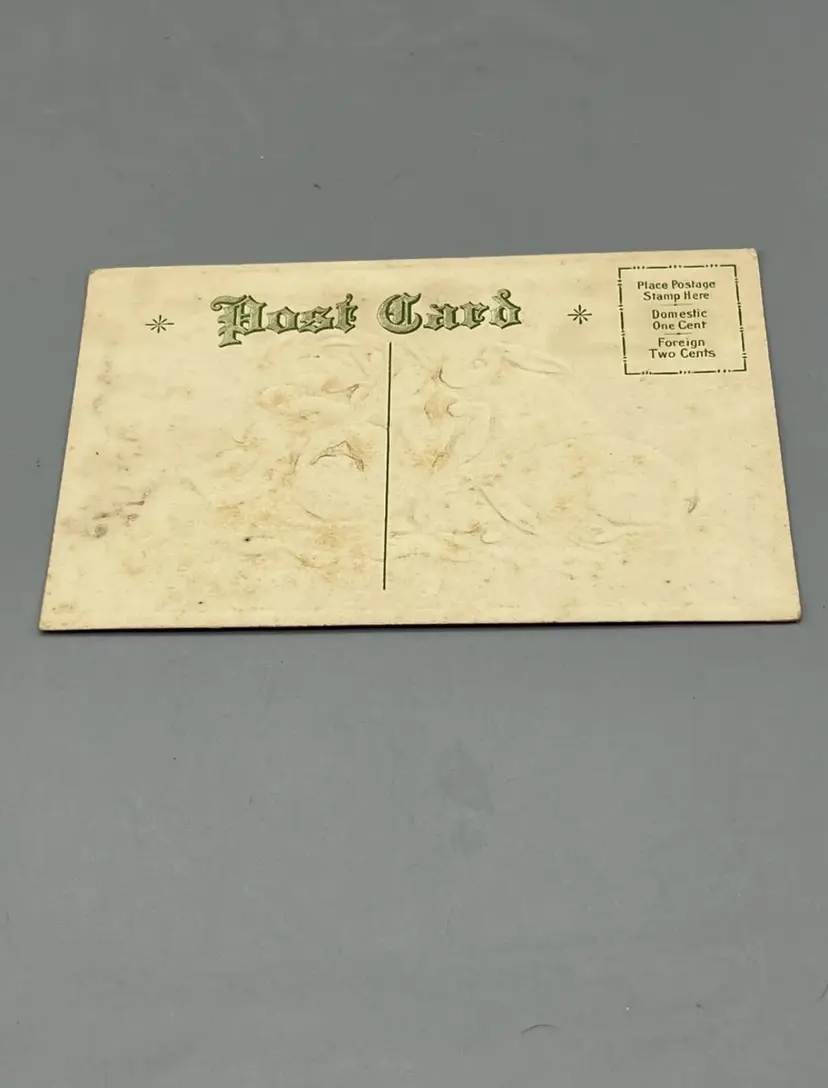 Post Card
Place Postage
Stamp Here
Domestic
One Cent
Foreign
Two Cents